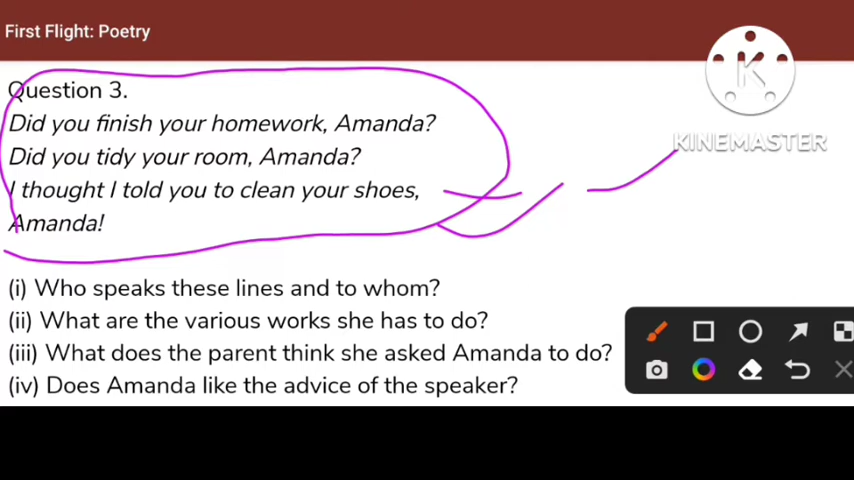 First Flight: Poetry
KINEMASTER
Question 3.
Did you finish your homework, Amanda?
Did you tidy your room, Amanda?
I thought I told you to clean your shoes,
Amanda!
(i) Who speaks these lines and to whom?
(ii) What are the various works she has to do?
(iii) What does the parent think she asked Amanda to do?
(iv) Does Amanda like the advice of the speaker?